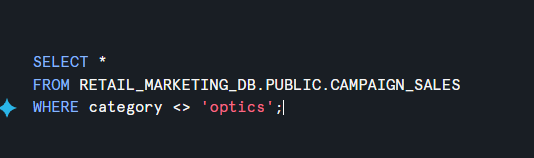 SELECT *
FROM RETAIL_MARKETING_DB.PUBLIC.CAMPAIGN_SALES
WHERE category <> 'optics';